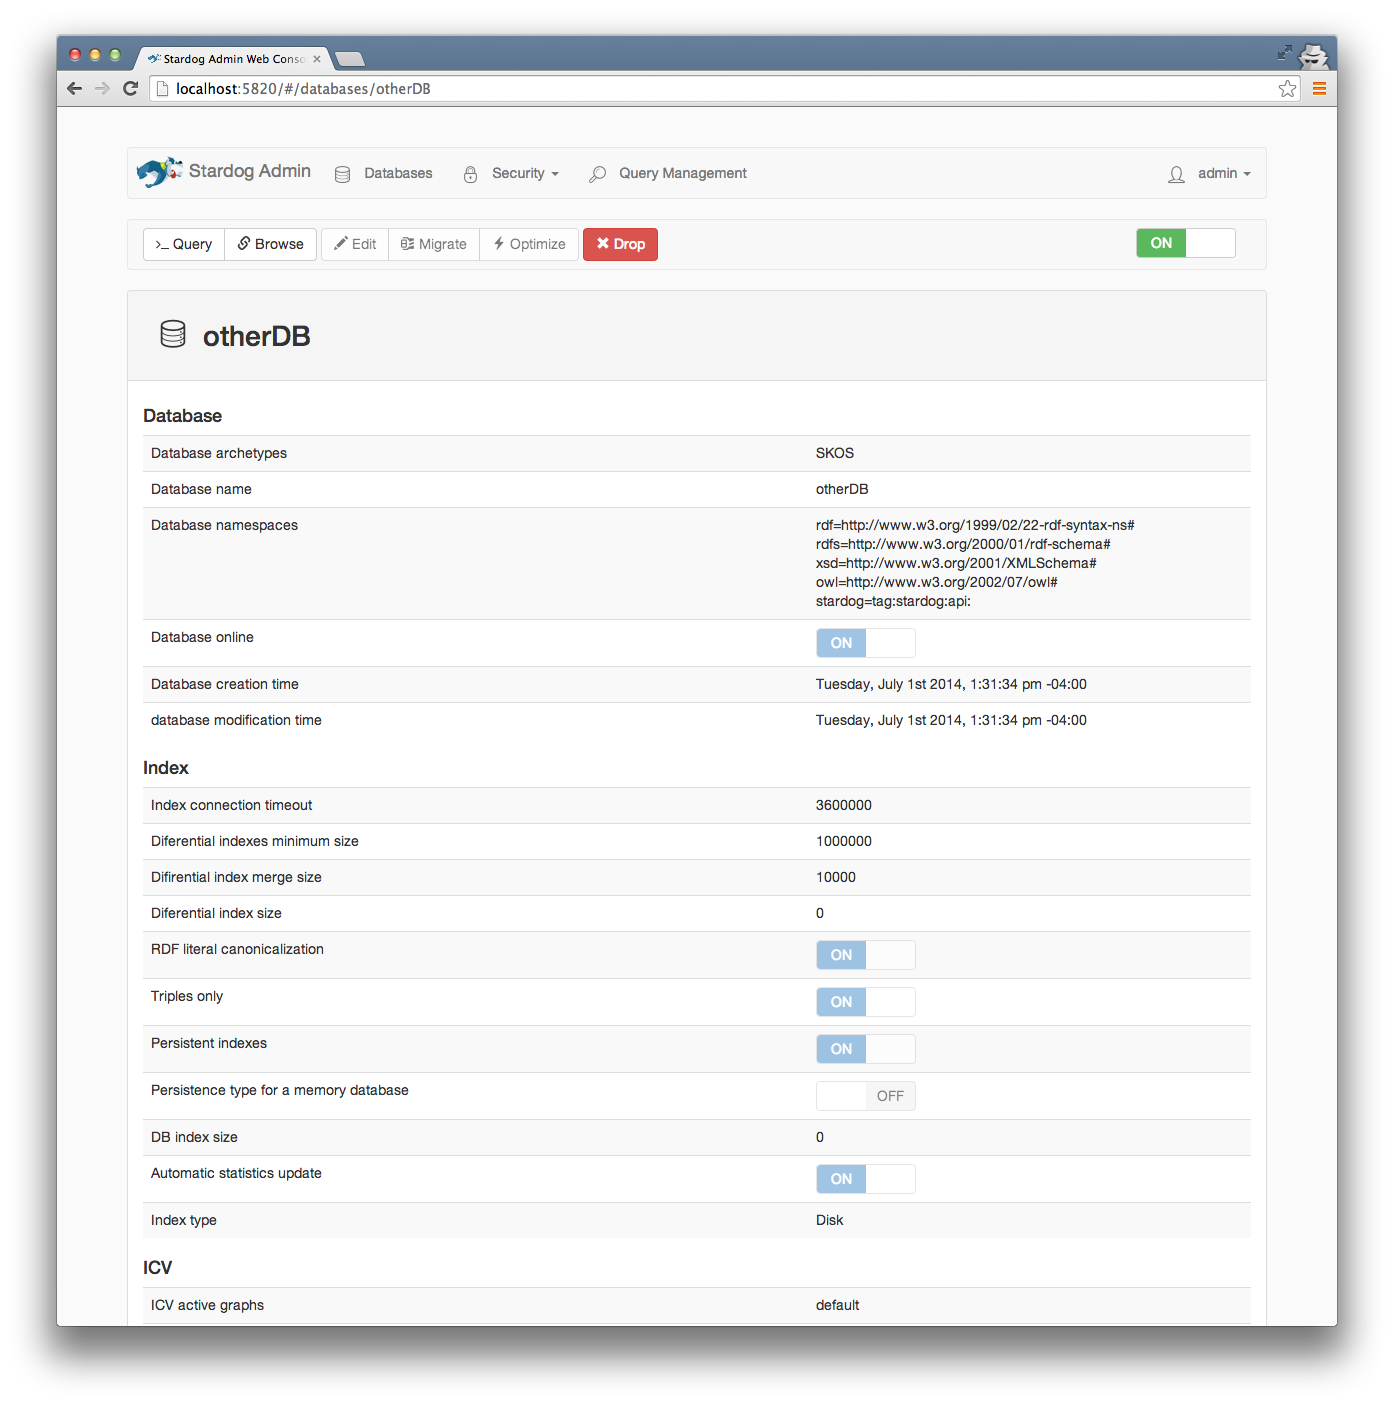 Stardog Admin Web Conso
localhost:5820/#/databases/otherDB
Stardog Admin Databases Security Query Management admin
>_ Query Browse Edit Migrate Optimize Drop ON
otherDB
Database
Database archetypes SKOS
Database name otherDB
Database namespaces rdf=http://www.w3.org/1999/02/22-rdf-syntax-ns#
rdfs=http://www.w3.org/2000/01/rdf-schema#
xsd=http://www.w3.org/2001/XMLSchema#
owl=http://www.w3.org/2002/07/owl#
stardog=tag:stardog:api:
Database online ON
Database creation time Tuesday, July 1st 2014, 1:31:34 pm -04:00
database modification time Tuesday, July 1st 2014, 1:31:34 pm -04:00
Index
Index connection timeout 3600000
Diferential indexes minimum size 1000000
Difirential index merge size 10000
Diferential index size 0
RDF literal canonicalization ON
Triples only ON
Persistent indexes ON
Persistence type for a memory database OFF
DB index size 0
Automatic statistics update ON
Index type Disk
ICV
ICV active graphs default